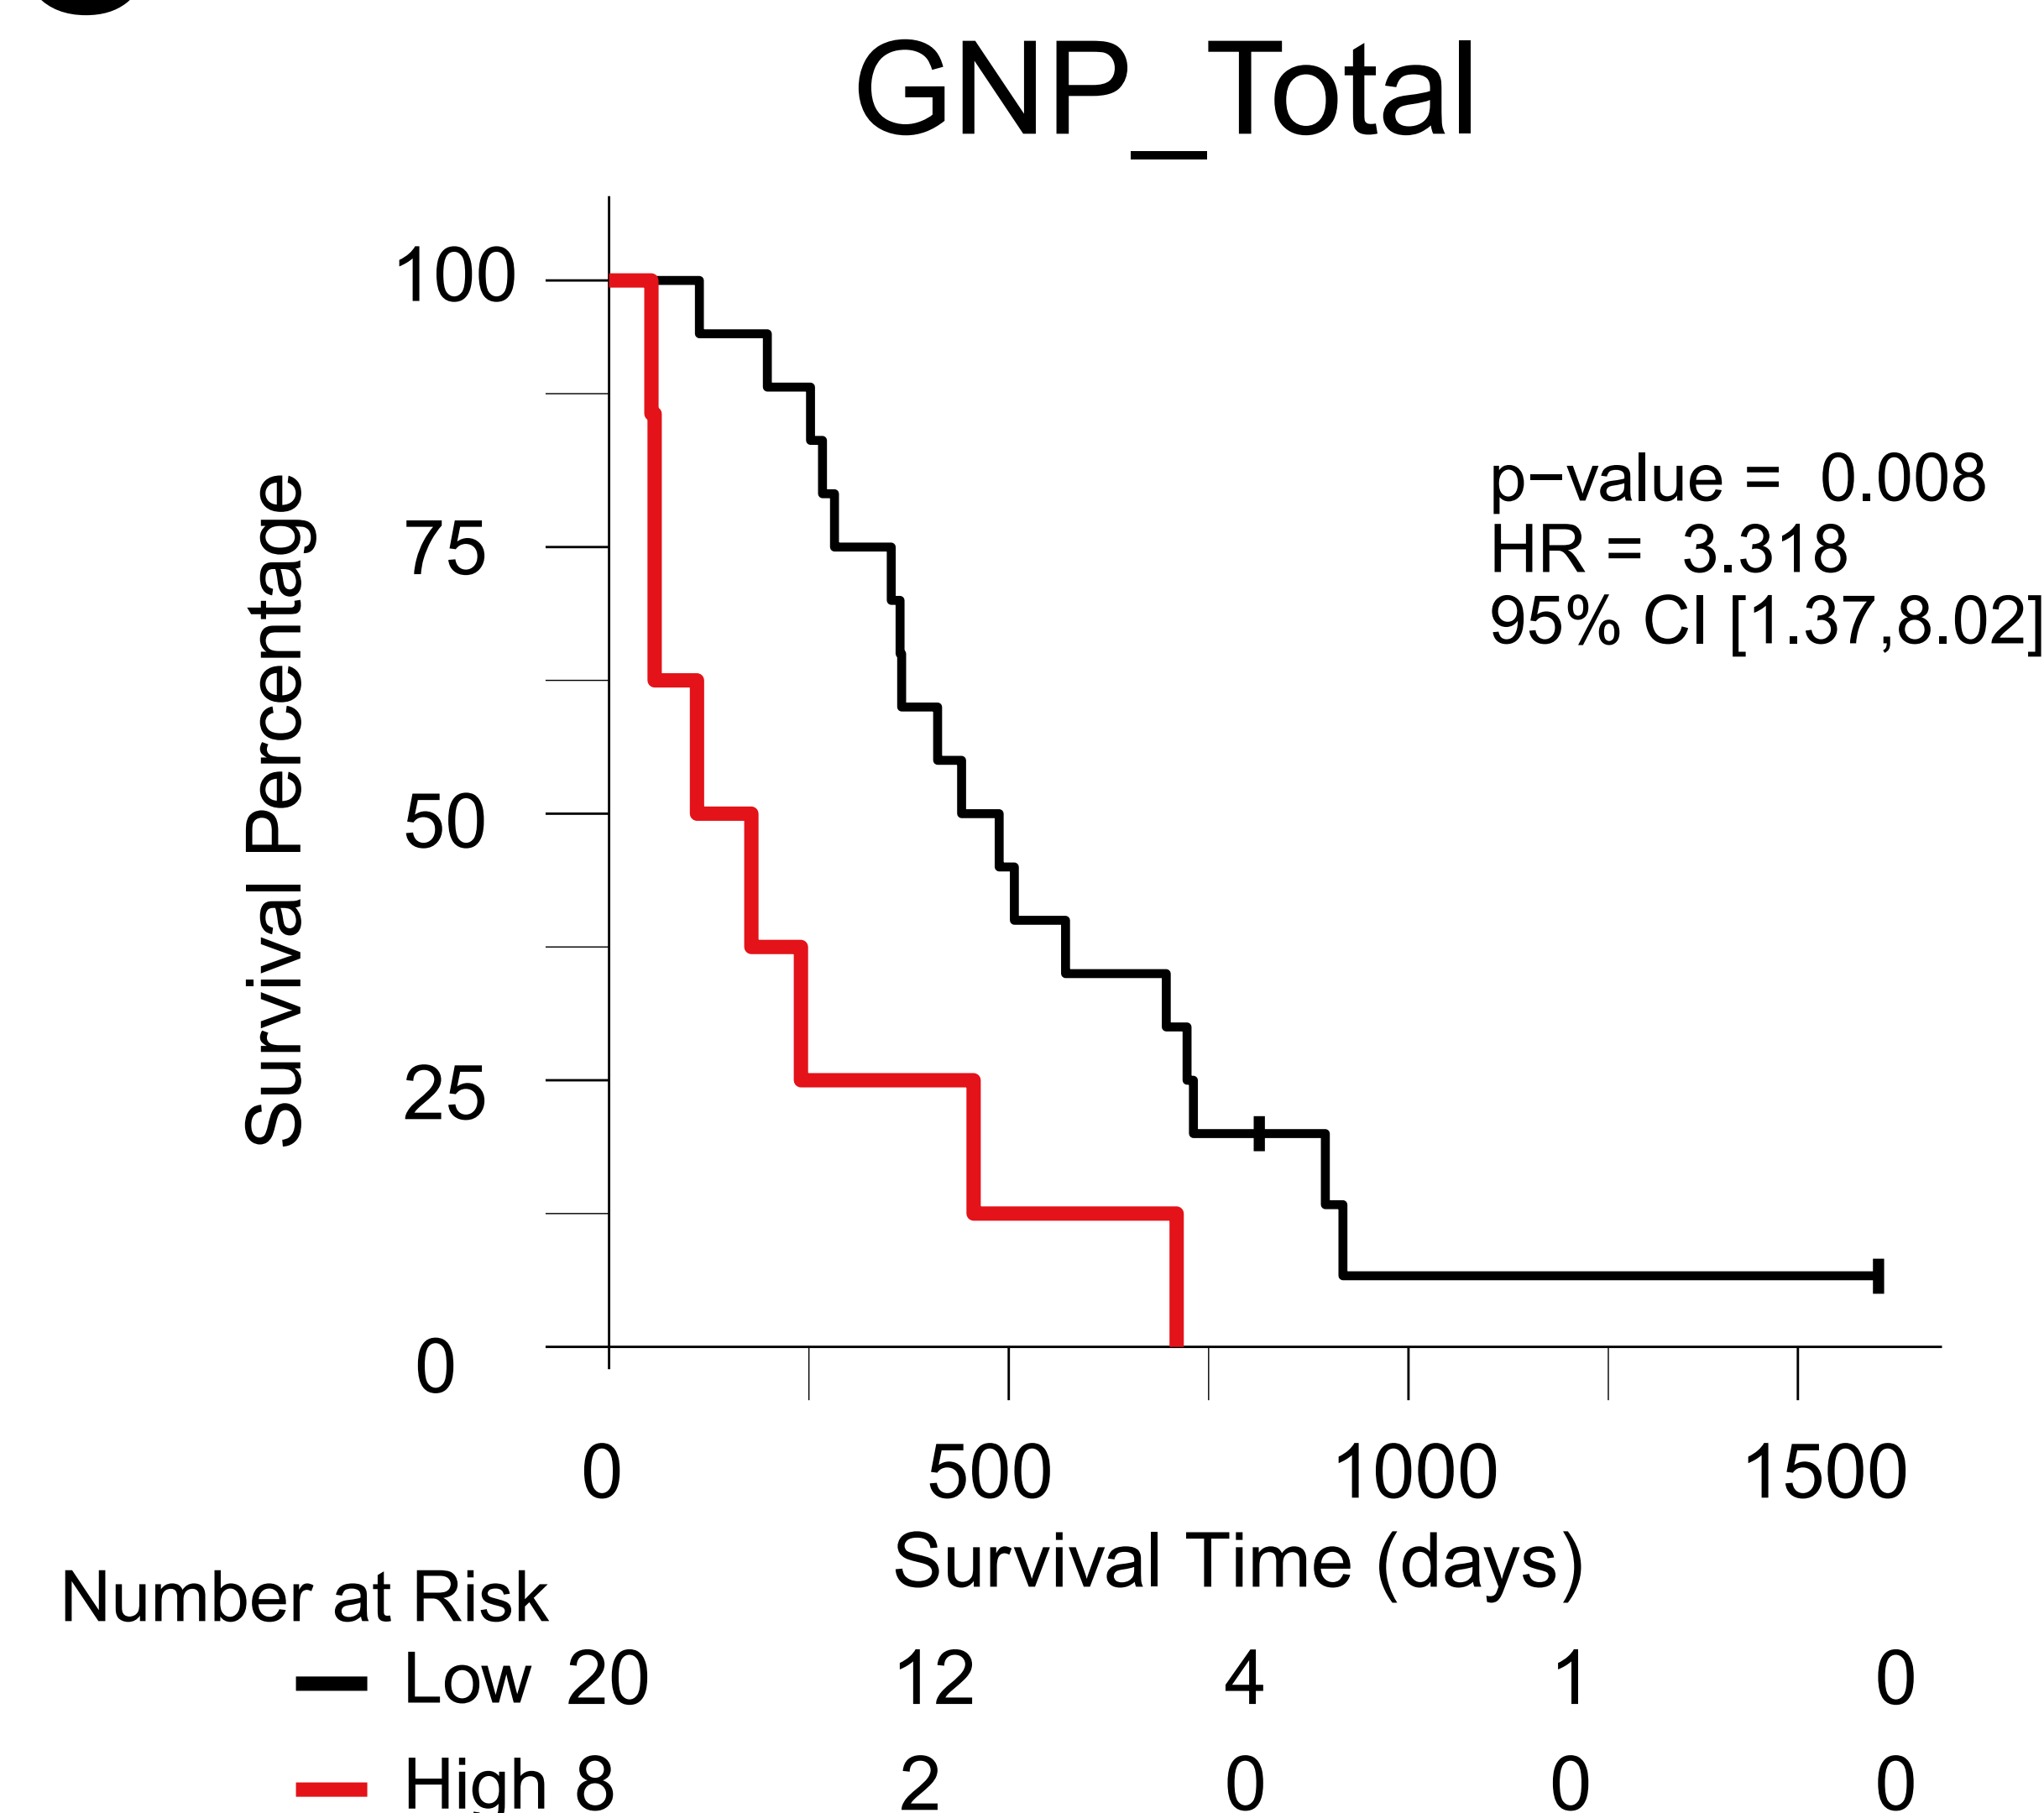 GNP_Total
100
75
50
25
0
Survival Percentage
p−value = 0.008
HR = 3.318
95% CI [1.37,8.02]
0 500 1000 1500
Survival Time (days)
Number at Risk
Low 20 12 4 1 0
High 8 2 0 0 0